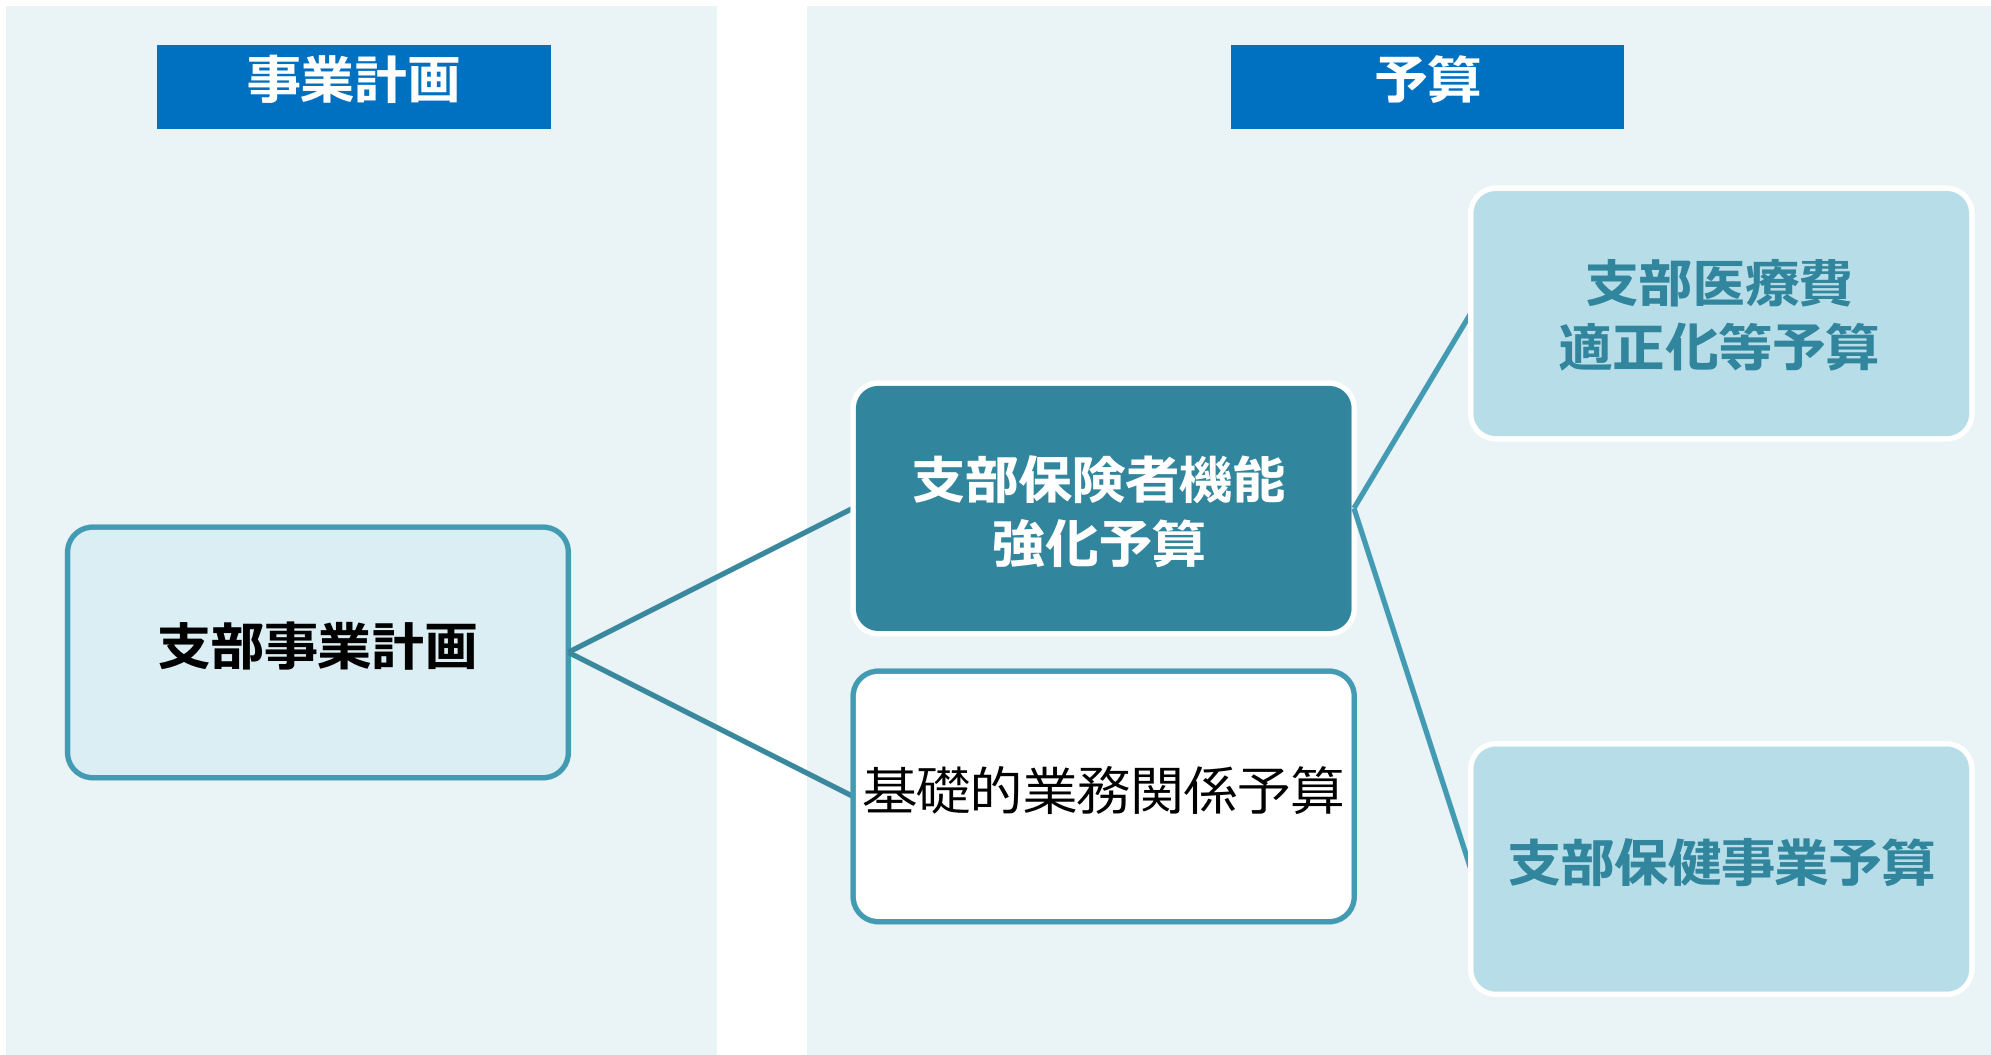 事業計画
予算
支部事業計画
支部保険者機能
強化予算
基礎的業務関係予算
支部医療費
適正化等予算
支部保健事業予算